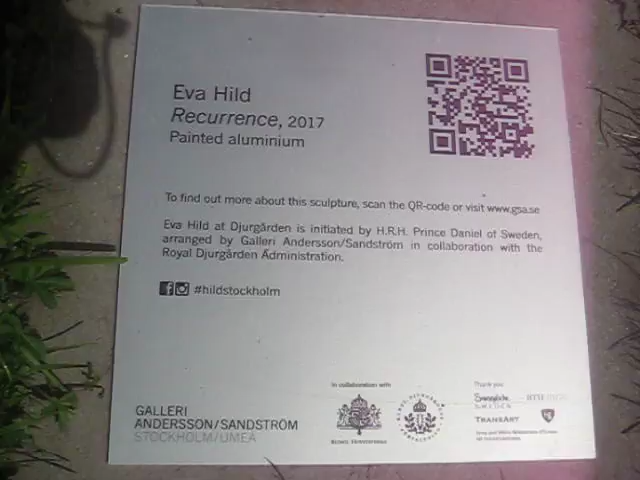 Eva Hild
Recurrence, 2017
Painted aluminium
To find out more about this sculpture, scan the QR-code or visit www.gsa.se
Eva Hild at Djurgården is initiated by H.R.H. Prince Daniel of Sweden,
arranged by Galleri Andersson/Sandström in collaboration with the
Royal Djurgården Administration.
#hildstockholm
In collaboration with
Thank you
SWEDEN
TRANSART
GALLERI
ANDERSSON/SANDSTRÖM
STOCKHOLM/UMEÅ